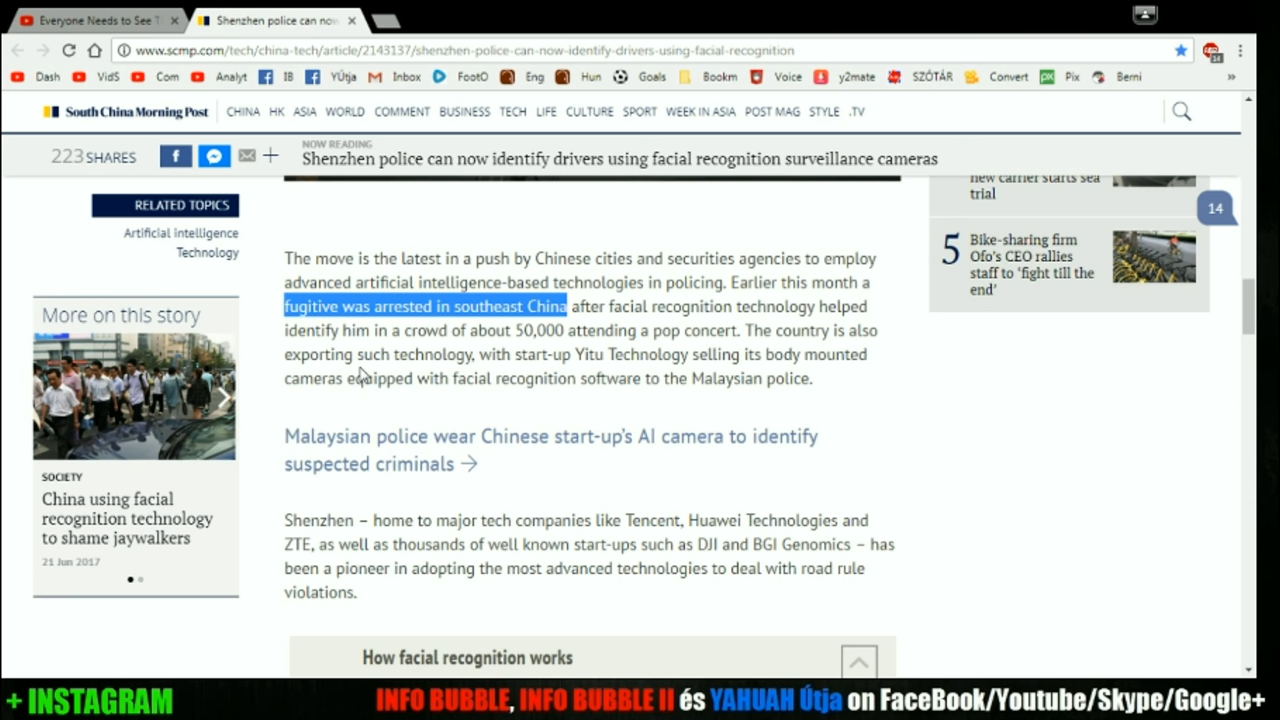 Everyone Needs to See T
Shenzhen police can now
www.scmp.com/tech/china-tech/article/2143137/shenzhen-police-can-now-identify-drivers-using-facial-recognition
14
Dash VidS Com Analyt IB YÚtja Inbox FootO Eng Hun Goals Bookm Voice y2mate SZÓTÁR Convert Pix Berni »
South China Morning Post CHINA HK ASIA WORLD COMMENT BUSINESS TECH LIFE CULTURE SPORT WEEK IN ASIA POST MAG STYLE .TV
223 SHARES
NOW READING
Shenzhen police can now identify drivers using facial recognition surveillance cameras
RELATED TOPICS
Artificial intelligence
Technology
More on this story
SOCIETY
China using facial
recognition technology
to shame jaywalkers
21 Jun 2017
The move is the latest in a push by Chinese cities and securities agencies to employ
advanced artificial intelligence-based technologies in policing. Earlier this month a
fugitive was arrested in southeast China after facial recognition technology helped
identify him in a crowd of about 50,000 attending a pop concert. The country is also
exporting such technology, with start-up Yitu Technology selling its body mounted
cameras equipped with facial recognition software to the Malaysian police.
Malaysian police wear Chinese start-up's AI camera to identify
suspected criminals →
Shenzhen – home to major tech companies like Tencent, Huawei Technologies and
ZTE, as well as thousands of well known start-ups such as DJI and BGI Genomics – has
been a pioneer in adopting the most advanced technologies to deal with road rule
violations.
How facial recognition works
new carrier starts sea
trial
14
5
Bike-sharing firm
Ofo's CEO rallies
staff to 'fight till the
end'
+ INSTAGRAM INFO BUBBLE, INFO BUBBLE II és YAHUAH Útja on FaceBook/Youtube/Skype/Google+